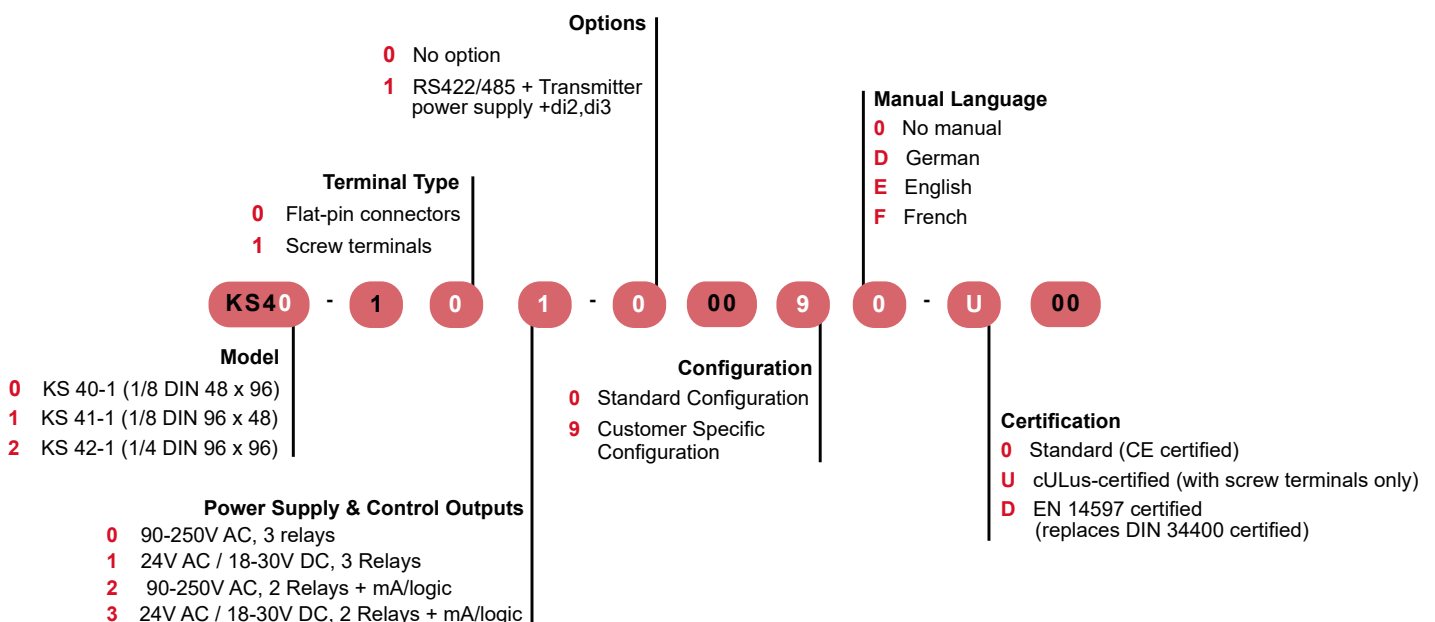 Options
0 No option
1 RS422/485 + Transmitter
power supply +di2,di3
Manual Language
0 No manual
D German
E English
F French
Terminal Type
0 Flat-pin connectors
1 Screw terminals
KS40 - 1 0 1 - 0 00 9 0 - U 00
Model
0 KS 40-1 (1/8 DIN 48 x 96)
1 KS 41-1 (1/8 DIN 96 x 48)
2 KS 42-1 (1/4 DIN 96 x 96)
Configuration
0 Standard Configuration
9 Customer Specific
Configuration
Certification
0 Standard (CE certified)
U cULus-certified (with screw terminals only)
D EN 14597 certified
(replaces DIN 34400 certified)
Power Supply & Control Outputs
0 90-250V AC, 3 relays
1 24V AC / 18-30V DC, 3 Relays
2 90-250V AC, 2 Relays + mA/logic
3 24V AC / 18-30V DC, 2 Relays + mA/logic